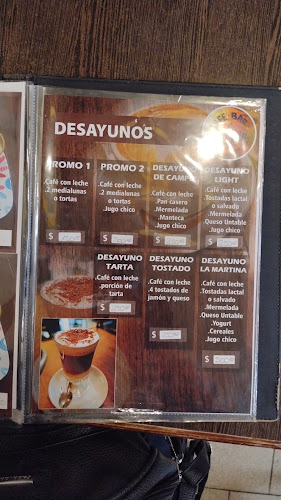 DESAYUNOS
PROMO 1
.Café con leche
.2 medialunas
o tortas
$
PROMO 2
.Café con leche
.2 medialunas
o tortas
.Jugo chico
$
DESAYUNO
DE CAMPO
.Café con leche
.Pan casero
.Mermelada
.Manteca
.Jugo chico
$
DESAYUNO
LIGHT
.Café con leche
.Tostadas lactal
o salvado
.Mermelada
.Queso Untable
.Jugo chico
$
DESAYUNO
TARTA
.Café con leche
.porción de
tarta
$
DESAYUNO
TOSTADO
.Café con leche
.4 tostados de
jamón y queso
$
DESAYUNO
LA MARTINA
.Café con leche
.Tostadas lactal
o salvado
.Mermelada
.Queso Untable
.Yogurt
.Cereales
.Jugo chico
$